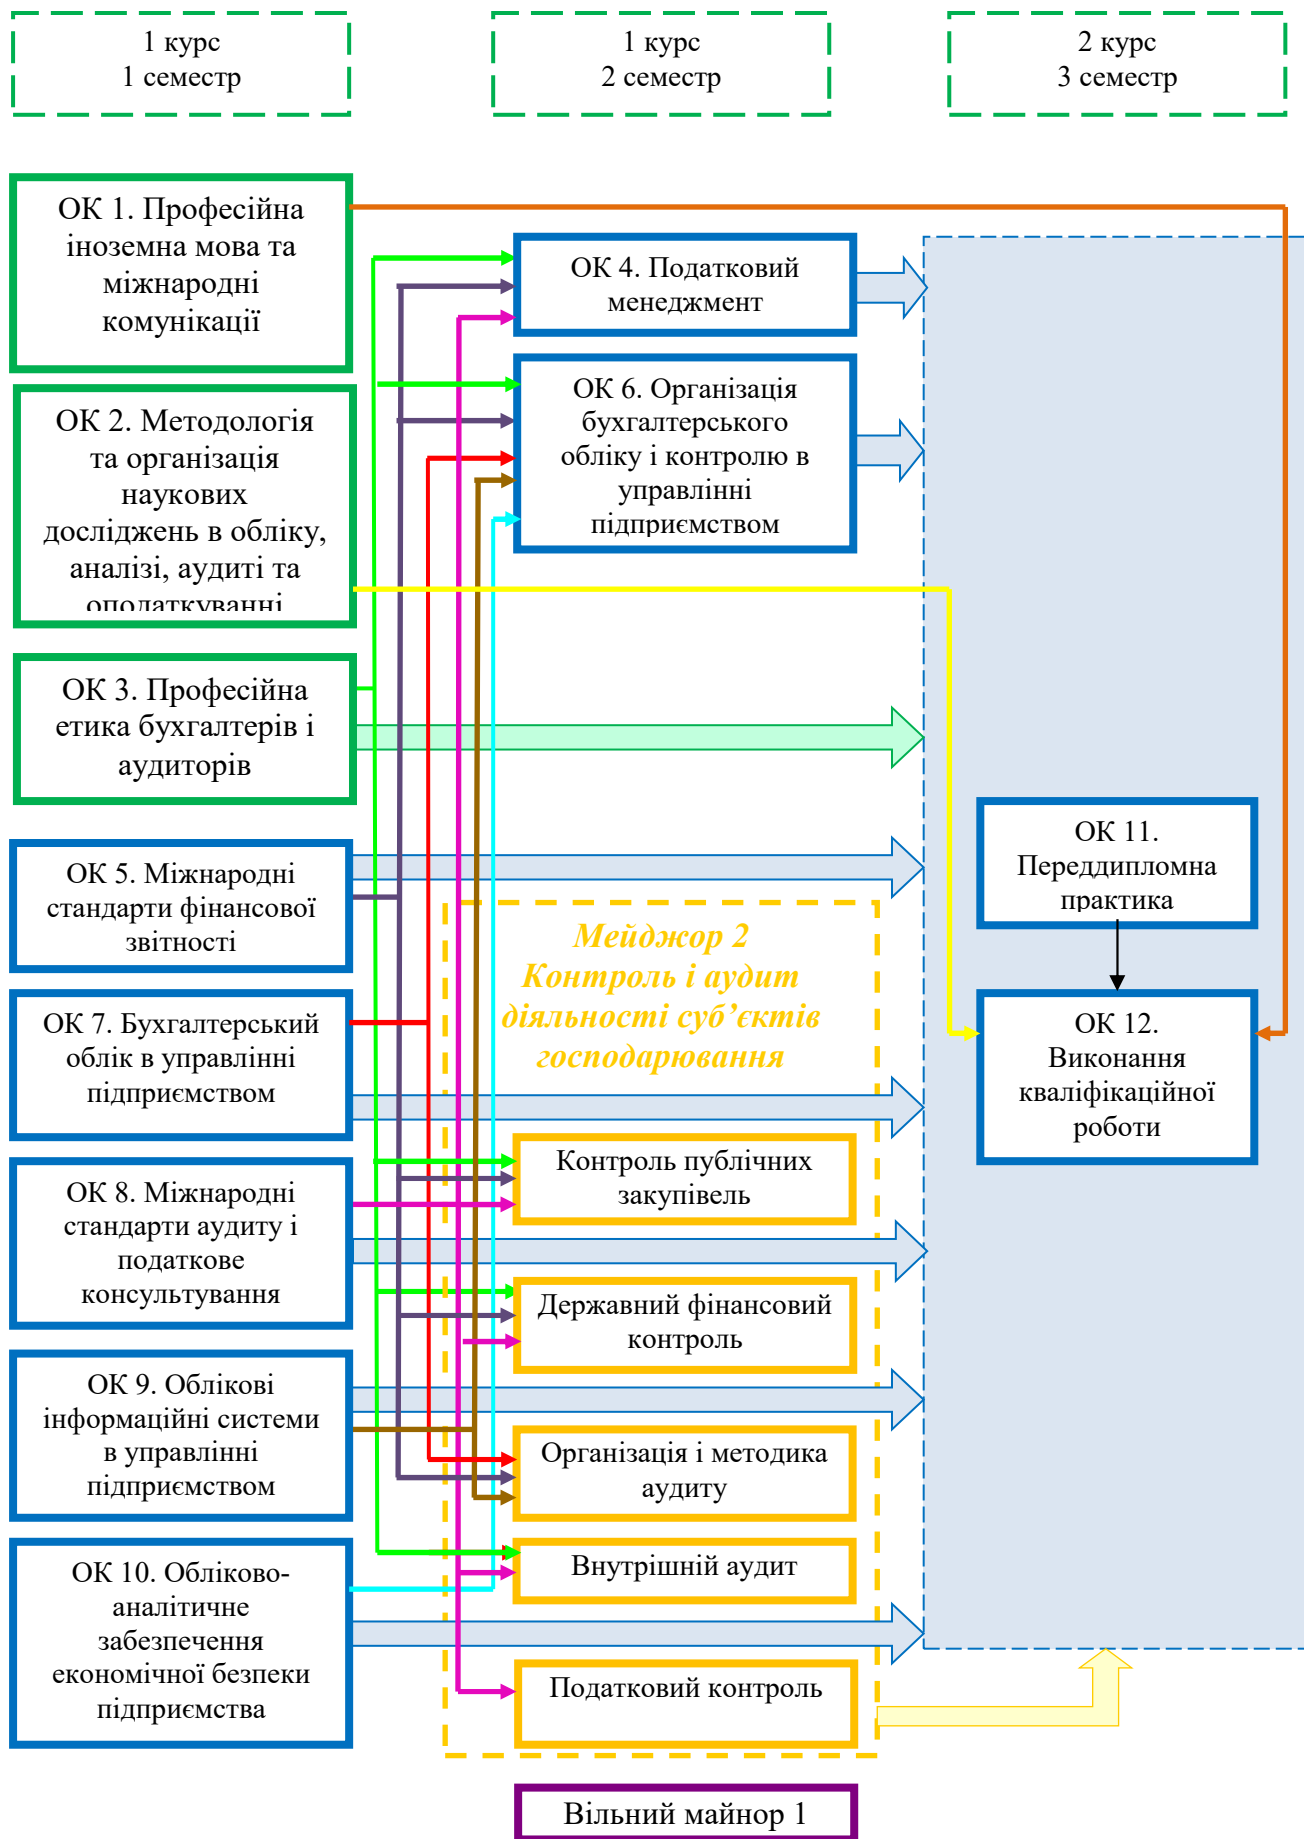 1 курс
1 семестр
1 курс
2 семестр
2 курс
3 семестр
ОК 1. Професійна
іноземна мова та
міжнародні
комунікації
ОК 2. Методологія
та організація
наукових
досліджень в обліку,
аналізі, аудиті та
оподаткуванні
ОК 3. Професійна
етика бухгалтерів і
аудиторів
ОК 5. Міжнародні
стандарти фінансової
звітності
ОК 7. Бухгалтерський
облік в управлінні
підприємством
ОК 8. Міжнародні
стандарти аудиту і
податкове
консультування
ОК 9. Облікові
інформаційні системи
в управлінні
підприємством
ОК 10. Обліково-
аналітичне
забезпечення
економічної безпеки
підприємства
ОК 4. Податковий
менеджмент
ОК 6. Організація
бухгалтерського
обліку і контролю в
управлінні
підприємством
Мейджор 2
Контроль і аудит
діяльності суб’єктів
господарювання
Контроль публічних
закупівель
Державний фінансовий
контроль
Організація і методика
аудиту
Внутрішній аудит
Податковий контроль
Вільний майнор 1
ОК 11.
Переддипломна
практика
ОК 12.
Виконання
кваліфікаційної
роботи